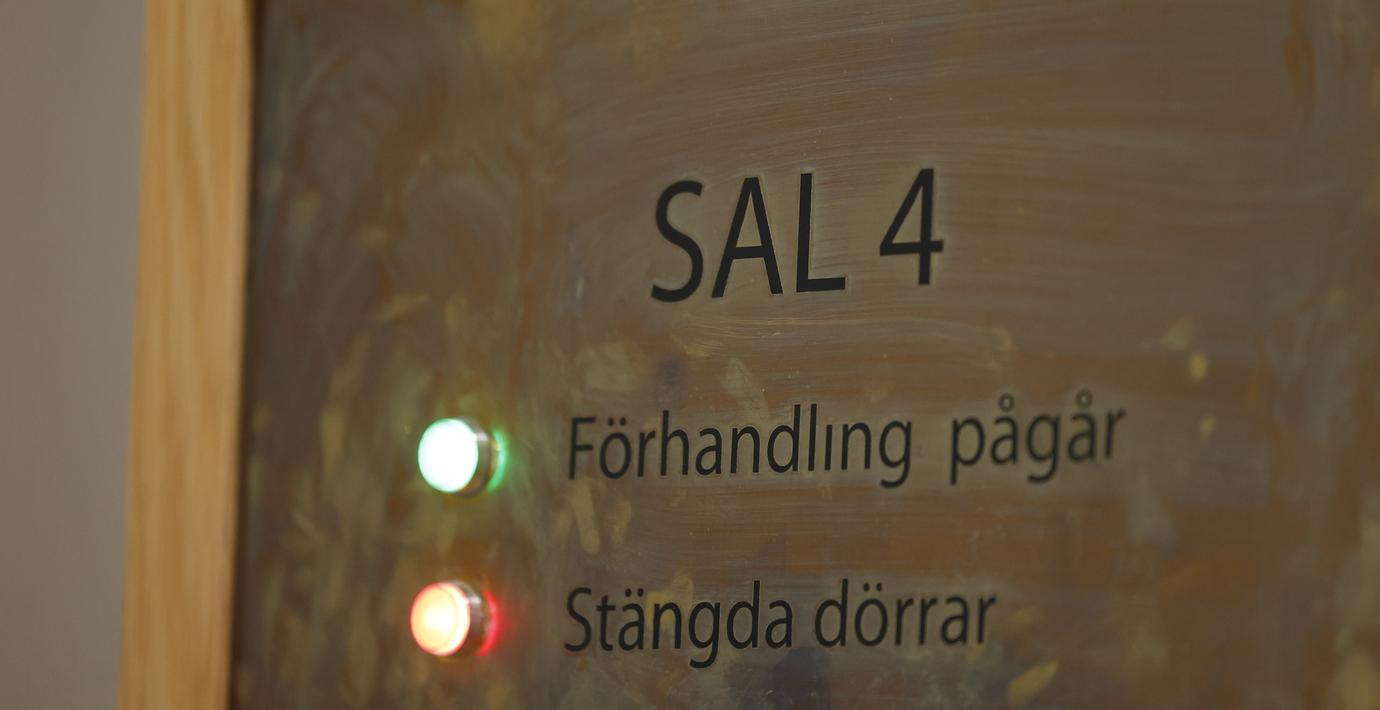 SAL 4
Förhandling pågår
Stängda dörrar